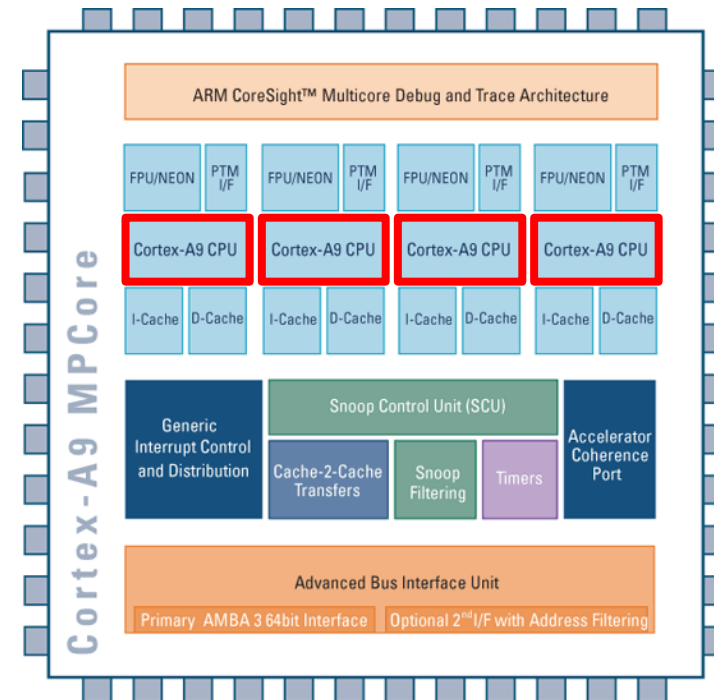 ARM CoreSight™ Multicore Debug and Trace Architecture
FPU/NEON
PTM
I/F
FPU/NEON
PTM
I/F
FPU/NEON
PTM
I/F
FPU/NEON
PTM
I/F
Cortex-A9 CPU
Cortex-A9 CPU
Cortex-A9 CPU
Cortex-A9 CPU
I-Cache
D-Cache
I-Cache
D-Cache
I-Cache
D-Cache
I-Cache
D-Cache
Cortex-A9 MPCore
Generic
Interrupt Control
and Distribution
Snoop Control Unit (SCU)
Cache-2-Cache
Transfers
Snoop
Filtering
Timers
Accelerator
Coherence
Port
Advanced Bus Interface Unit
Primary AMBA 3 64bit Interface
Optional 2nd I/F with Address Filtering